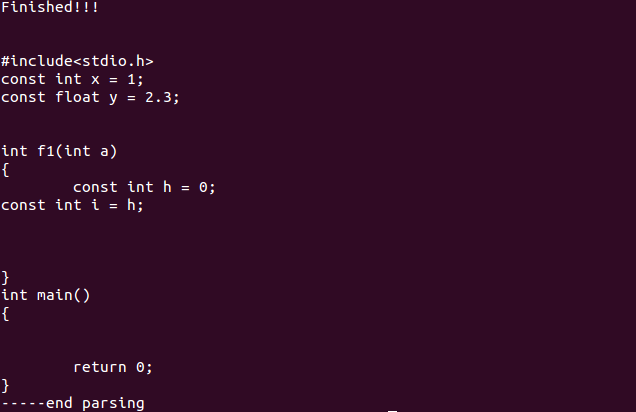 Finished!!!
#include<stdio.h>
const int x = 1;
const float y = 2.3;
int f1(int a)
{
const int h = 0;
const int i = h;
}
int main()
{
return 0;
}
-----end parsing